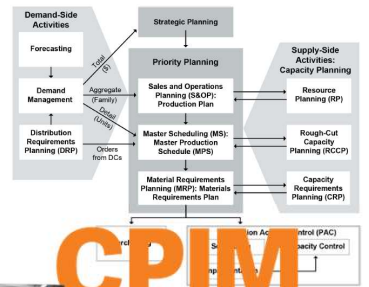 Demand-Side
Activities
Forecasting
Demand
Management
Distribution
Requirements
Planning (DRP)
Total
($)
Aggregate
(Family)
Detail
(Units)
Orders
from DCs
Strategic Planning
Priority Planning
Sales and Operations
Planning (S&OP):
Production Plan
Master Scheduling (MS):
Master Production
Schedule (MPS)
Material Requirements
Planning (MRP): Materials
Requirements Plan
Supply-Side
Activities:
Capacity Planning
Resource
Planning (RP)
Rough-Cut
Capacity
Planning (RCCP)
Capacity
Requirements
Planning (CRP)
Control (PAC)
Capacity Control
CPIM